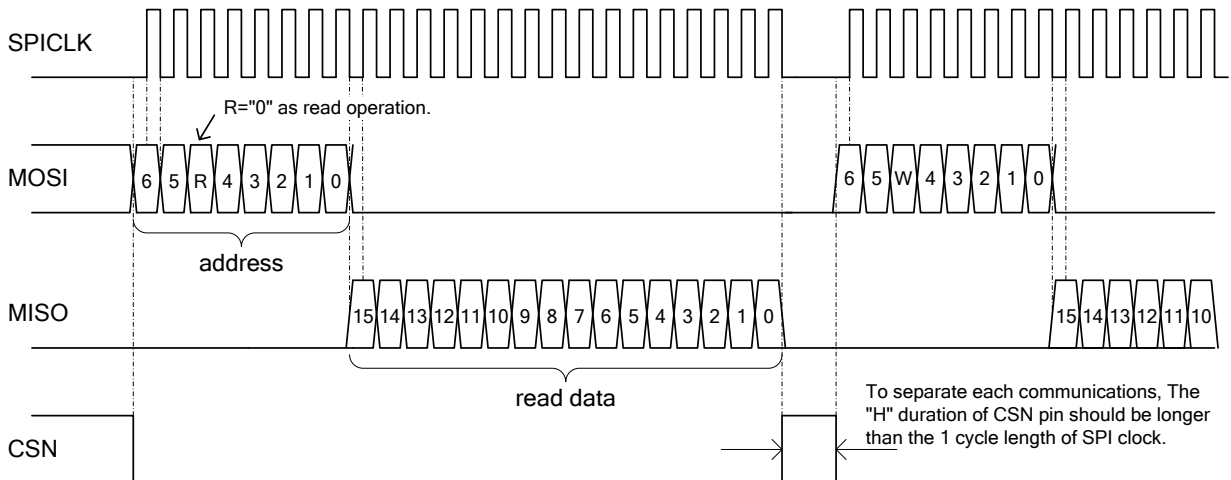 SPICLK
R="0" as read operation.
MOSI
6 5 R 4 3 2 1 0
6 5 W 4 3 2 1 0
address
MISO
15 14 13 12 11 10 9 8 7 6 5 4 3 2 1 0
15 14 13 12 11 10
read data
To separate each communications, The
"H" duration of CSN pin should be longer
than the 1 cycle length of SPI clock.
CSN